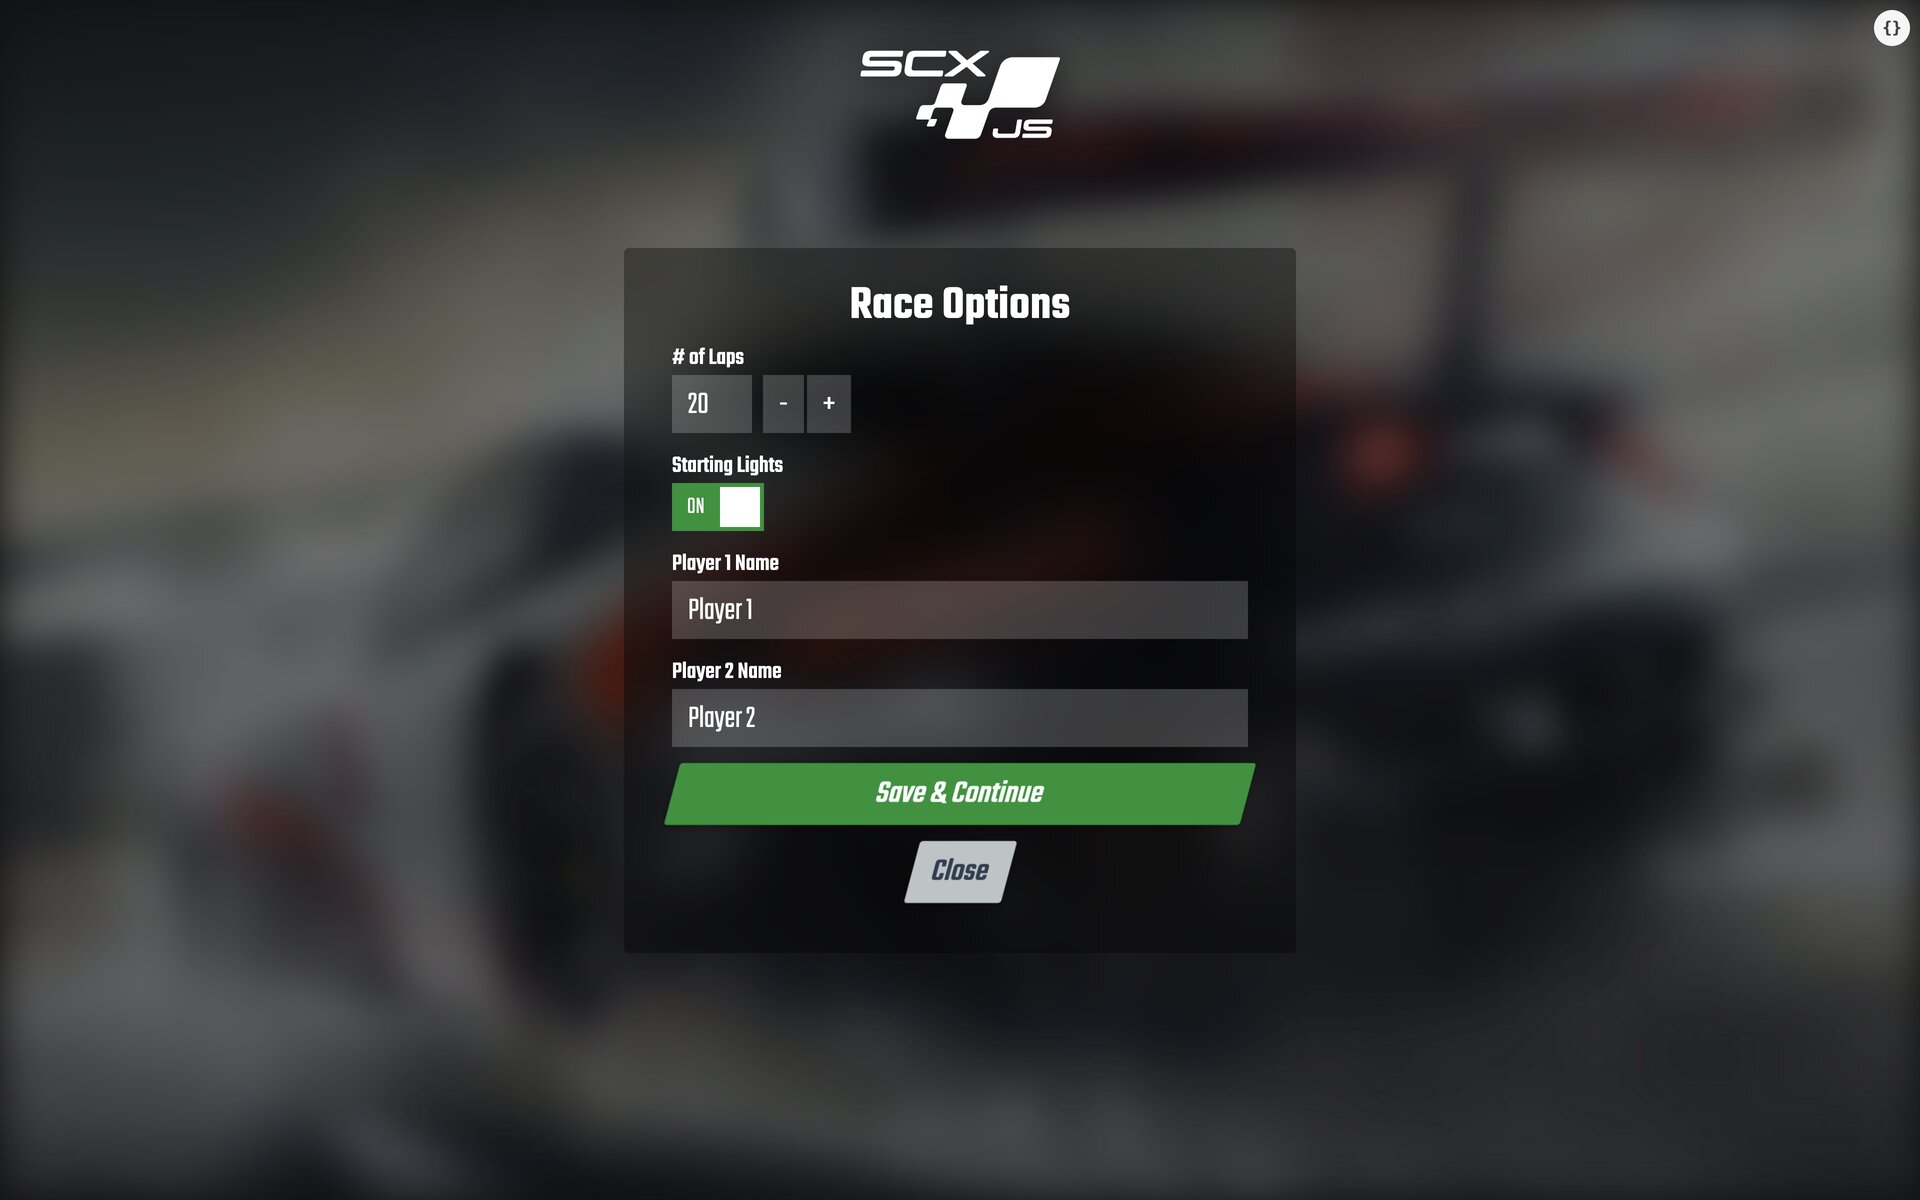 {}
SCX
JS
Race Options
# of Laps
20
-
+
Starting Lights
ON
Player 1 Name
Player 1
Player 2 Name
Player 2
Save & Continue
Close